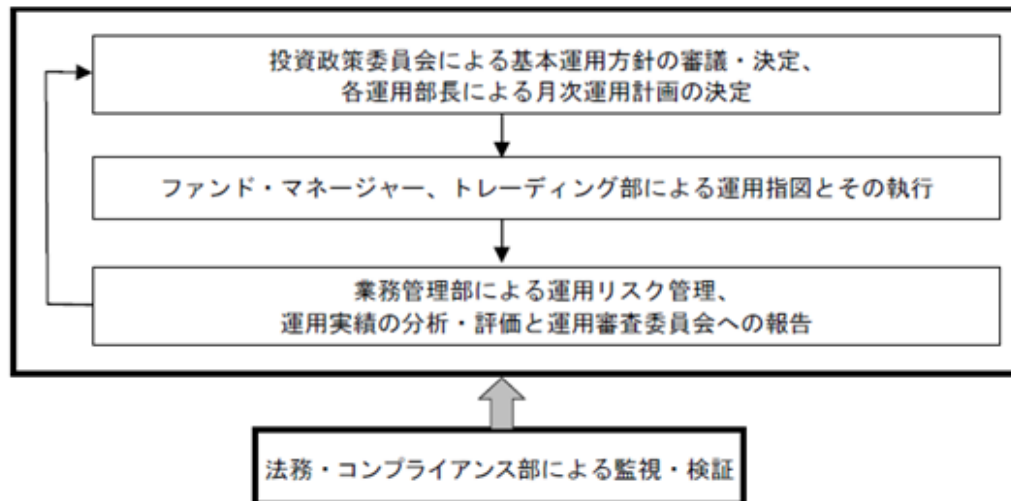 投資政策委員会による基本運用方針の審議・決定、
各運用部長による月次運用計画の決定
ファンド・マネージャー、トレーディング部による運用指図とその執行
業務管理部による運用リスク管理、
運用実績の分析・評価と運用審査委員会への報告
法務・コンプライアンス部による監視・検証